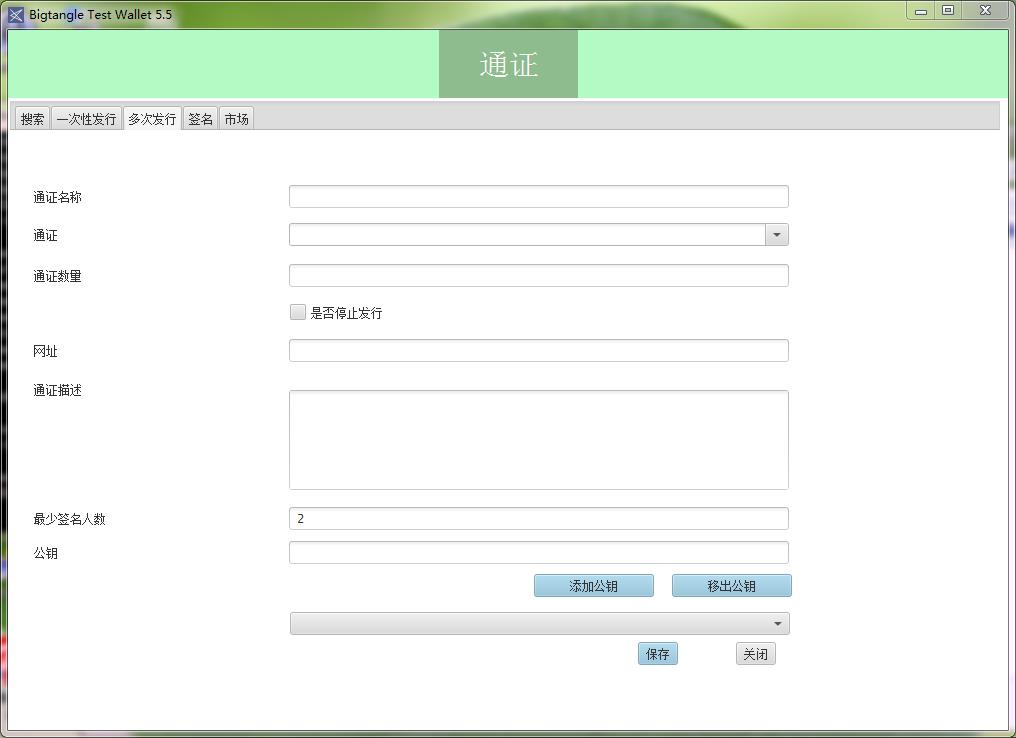 Bigtangle Test Wallet 5.5
通证
搜索 一次性发行 多次发行 签名 市场
通证名称
通证
通证数量
是否停止发行
网址
通证描述
最少签名人数 2
公钥
添加公钥 移出公钥
保存 关闭